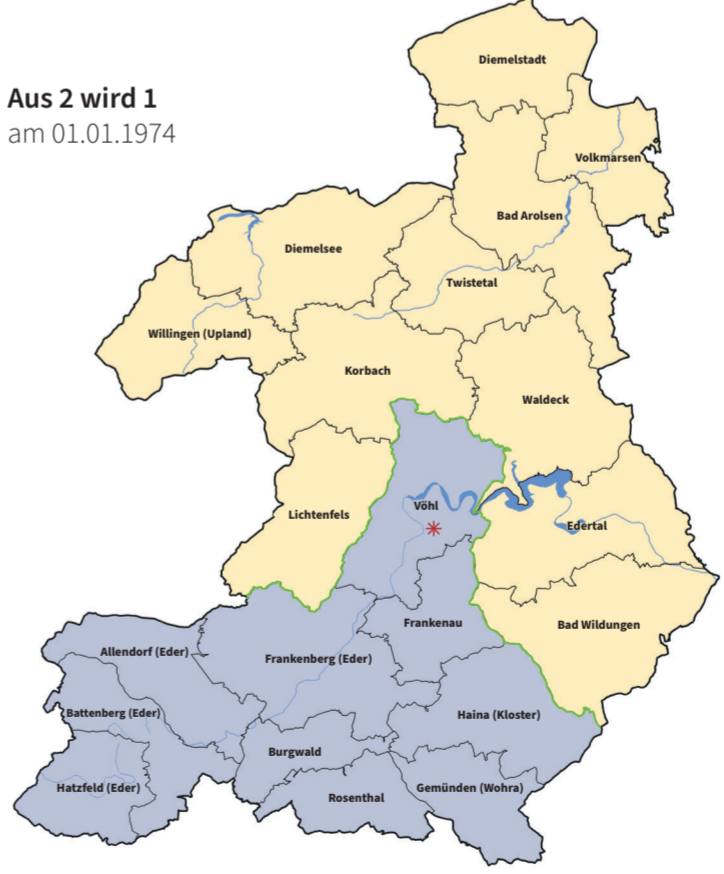 Aus 2 wird 1
am 01.01.1974
Diemelstadt
Volkmarsen
Bad Arolsen
Diemelsee
Twistetal
Willingen (Upland)
Korbach
Waldeck
Vöhl
Lichtenfels
Edertal
Frankenau
Bad Wildungen
Allendorf (Eder)
Frankenberg (Eder)
Battenberg (Eder)
Haina (Kloster)
Burgwald
Hatzfeld (Eder)
Gemünden (Wohra)
Rosenthal